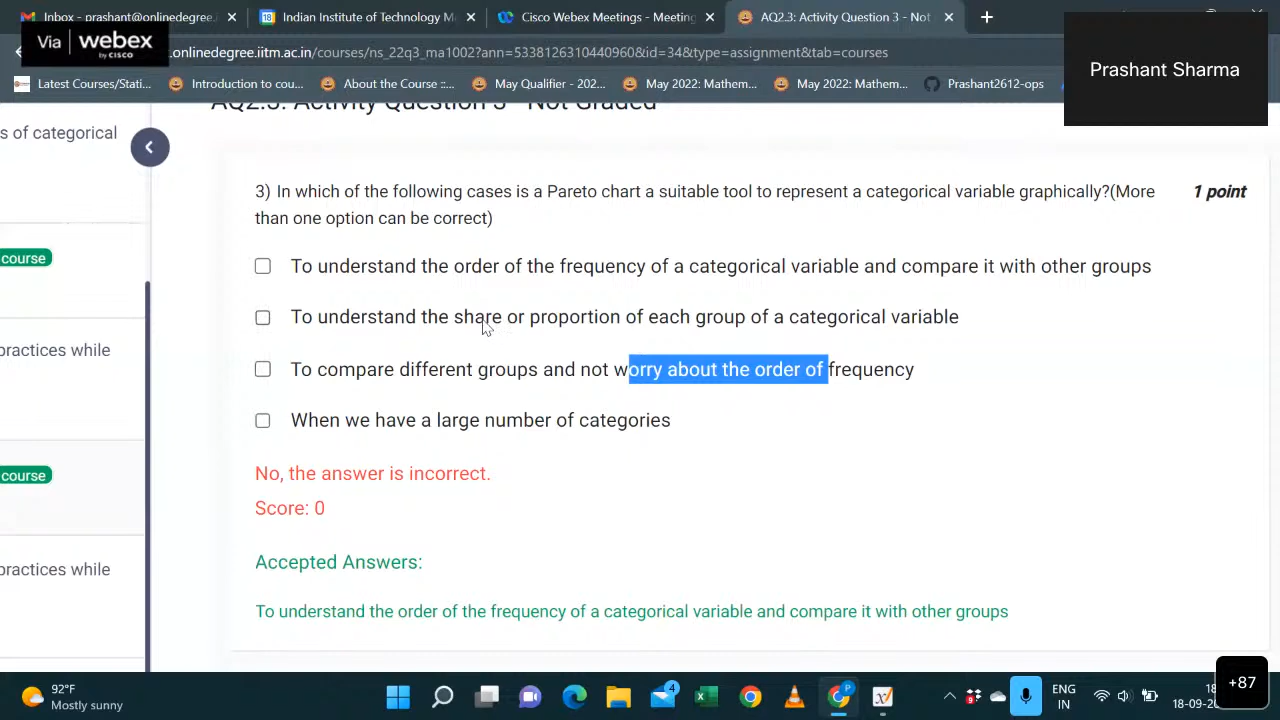 Inbox - prashant@onlinedegree.i
Indian Institute of Technology M
Cisco Webex Meetings - Meeting
AQ2.3: Activity Question 3 - Not
Via webex
by CISCO
.onlinedegree.iitm.ac.in/courses/ns_22q3_ma1002?ann=5338126310440960&id=34&type=assignment&tab=courses
Prashant Sharma
Latest Courses/Stati...
Introduction to cou...
About the Course ::...
May Qualifier - 202...
May 2022: Mathem...
May 2022: Mathem...
Prashant2612-ops
AQ2.3: Activity Question 3 - Not Graded
s of categorical
course
practices while
course
practices while
3) In which of the following cases is a Pareto chart a suitable tool to represent a categorical variable graphically?(More
than one option can be correct)
1 point
To understand the order of the frequency of a categorical variable and compare it with other groups
To understand the share or proportion of each group of a categorical variable
To compare different groups and not worry about the order of frequency
When we have a large number of categories
No, the answer is incorrect.
Score: 0
Accepted Answers:
To understand the order of the frequency of a categorical variable and compare it with other groups
92°F
Mostly sunny
4
P
ENG
IN
18
18-09-20
+87